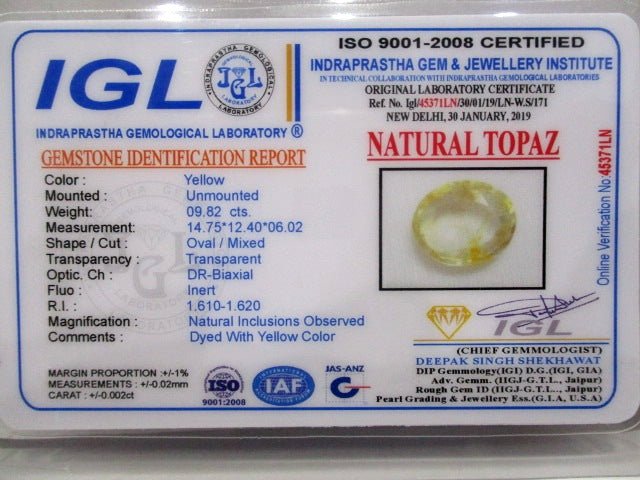 IGL
INDRAPRASTHA GEMOLOGICAL LABORATORY
IGL
INDRAPRASTHA GEMOLOGICAL LABORATORY ®
ISO 9001-2008 CERTIFIED
INDRAPRASTHA GEM & JEWELLERY INSTITUTE
IN TECHNICAL COLLABORATION WITH INDRAPRASTHA GEMOLOGICAL LABORATORIES
ORIGINAL LABORATORY CERTIFICATE
Ref. No. Igl/45371LN/30/01/19/LN-W.S/171
NEW DELHI, 30 JANUARY, 2019
GEMSTONE IDENTIFICATION REPORT
Color : Yellow
Mounted : Unmounted
Weight: 09.82 cts.
Measurement: 14.75*12.40*06.02
Shape / Cut : Oval / Mixed
Transparency : Transparent
Optic. Ch : DR-Biaxial
Fluo : Inert
R.I. : 1.610-1.620
Magnification : Natural Inclusions Observed
Comments : Dyed With Yellow Color
MARGIN PROPORTION :+/-1%
MEASUREMENTS : +/-0.02mm
CARAT : +/-0.002ct
ISO
9001:2008
IAF
JAS-ANZ
NATURAL TOPAZ
Online Verification No:45371LN
IGL
(CHIEF GEMMOLOGIST)
DEEPAK SINGH SHEKHAWAT
DIP Gemmology(IGI) D.G.(IGI, GIA)
Adv. Gemm. (IIGJ-G.T.L., Jaipur)
Rough Gem ID (IIGJ-G.T.L.., Jaipur)
Pearl Grading & Jewellery Ess.(G.I.A, U.S.A)